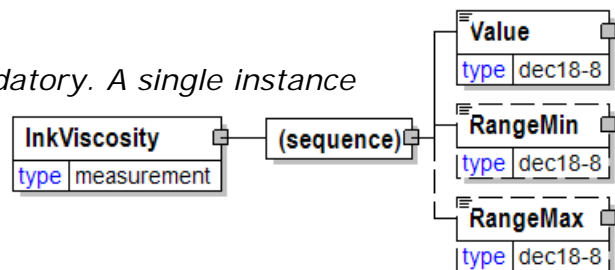 Value
type dec18-8
datory. A single instance
InkViscosity
type measurement
(sequence)
RangeMin
type dec18-8
RangeMax
type dec18-8